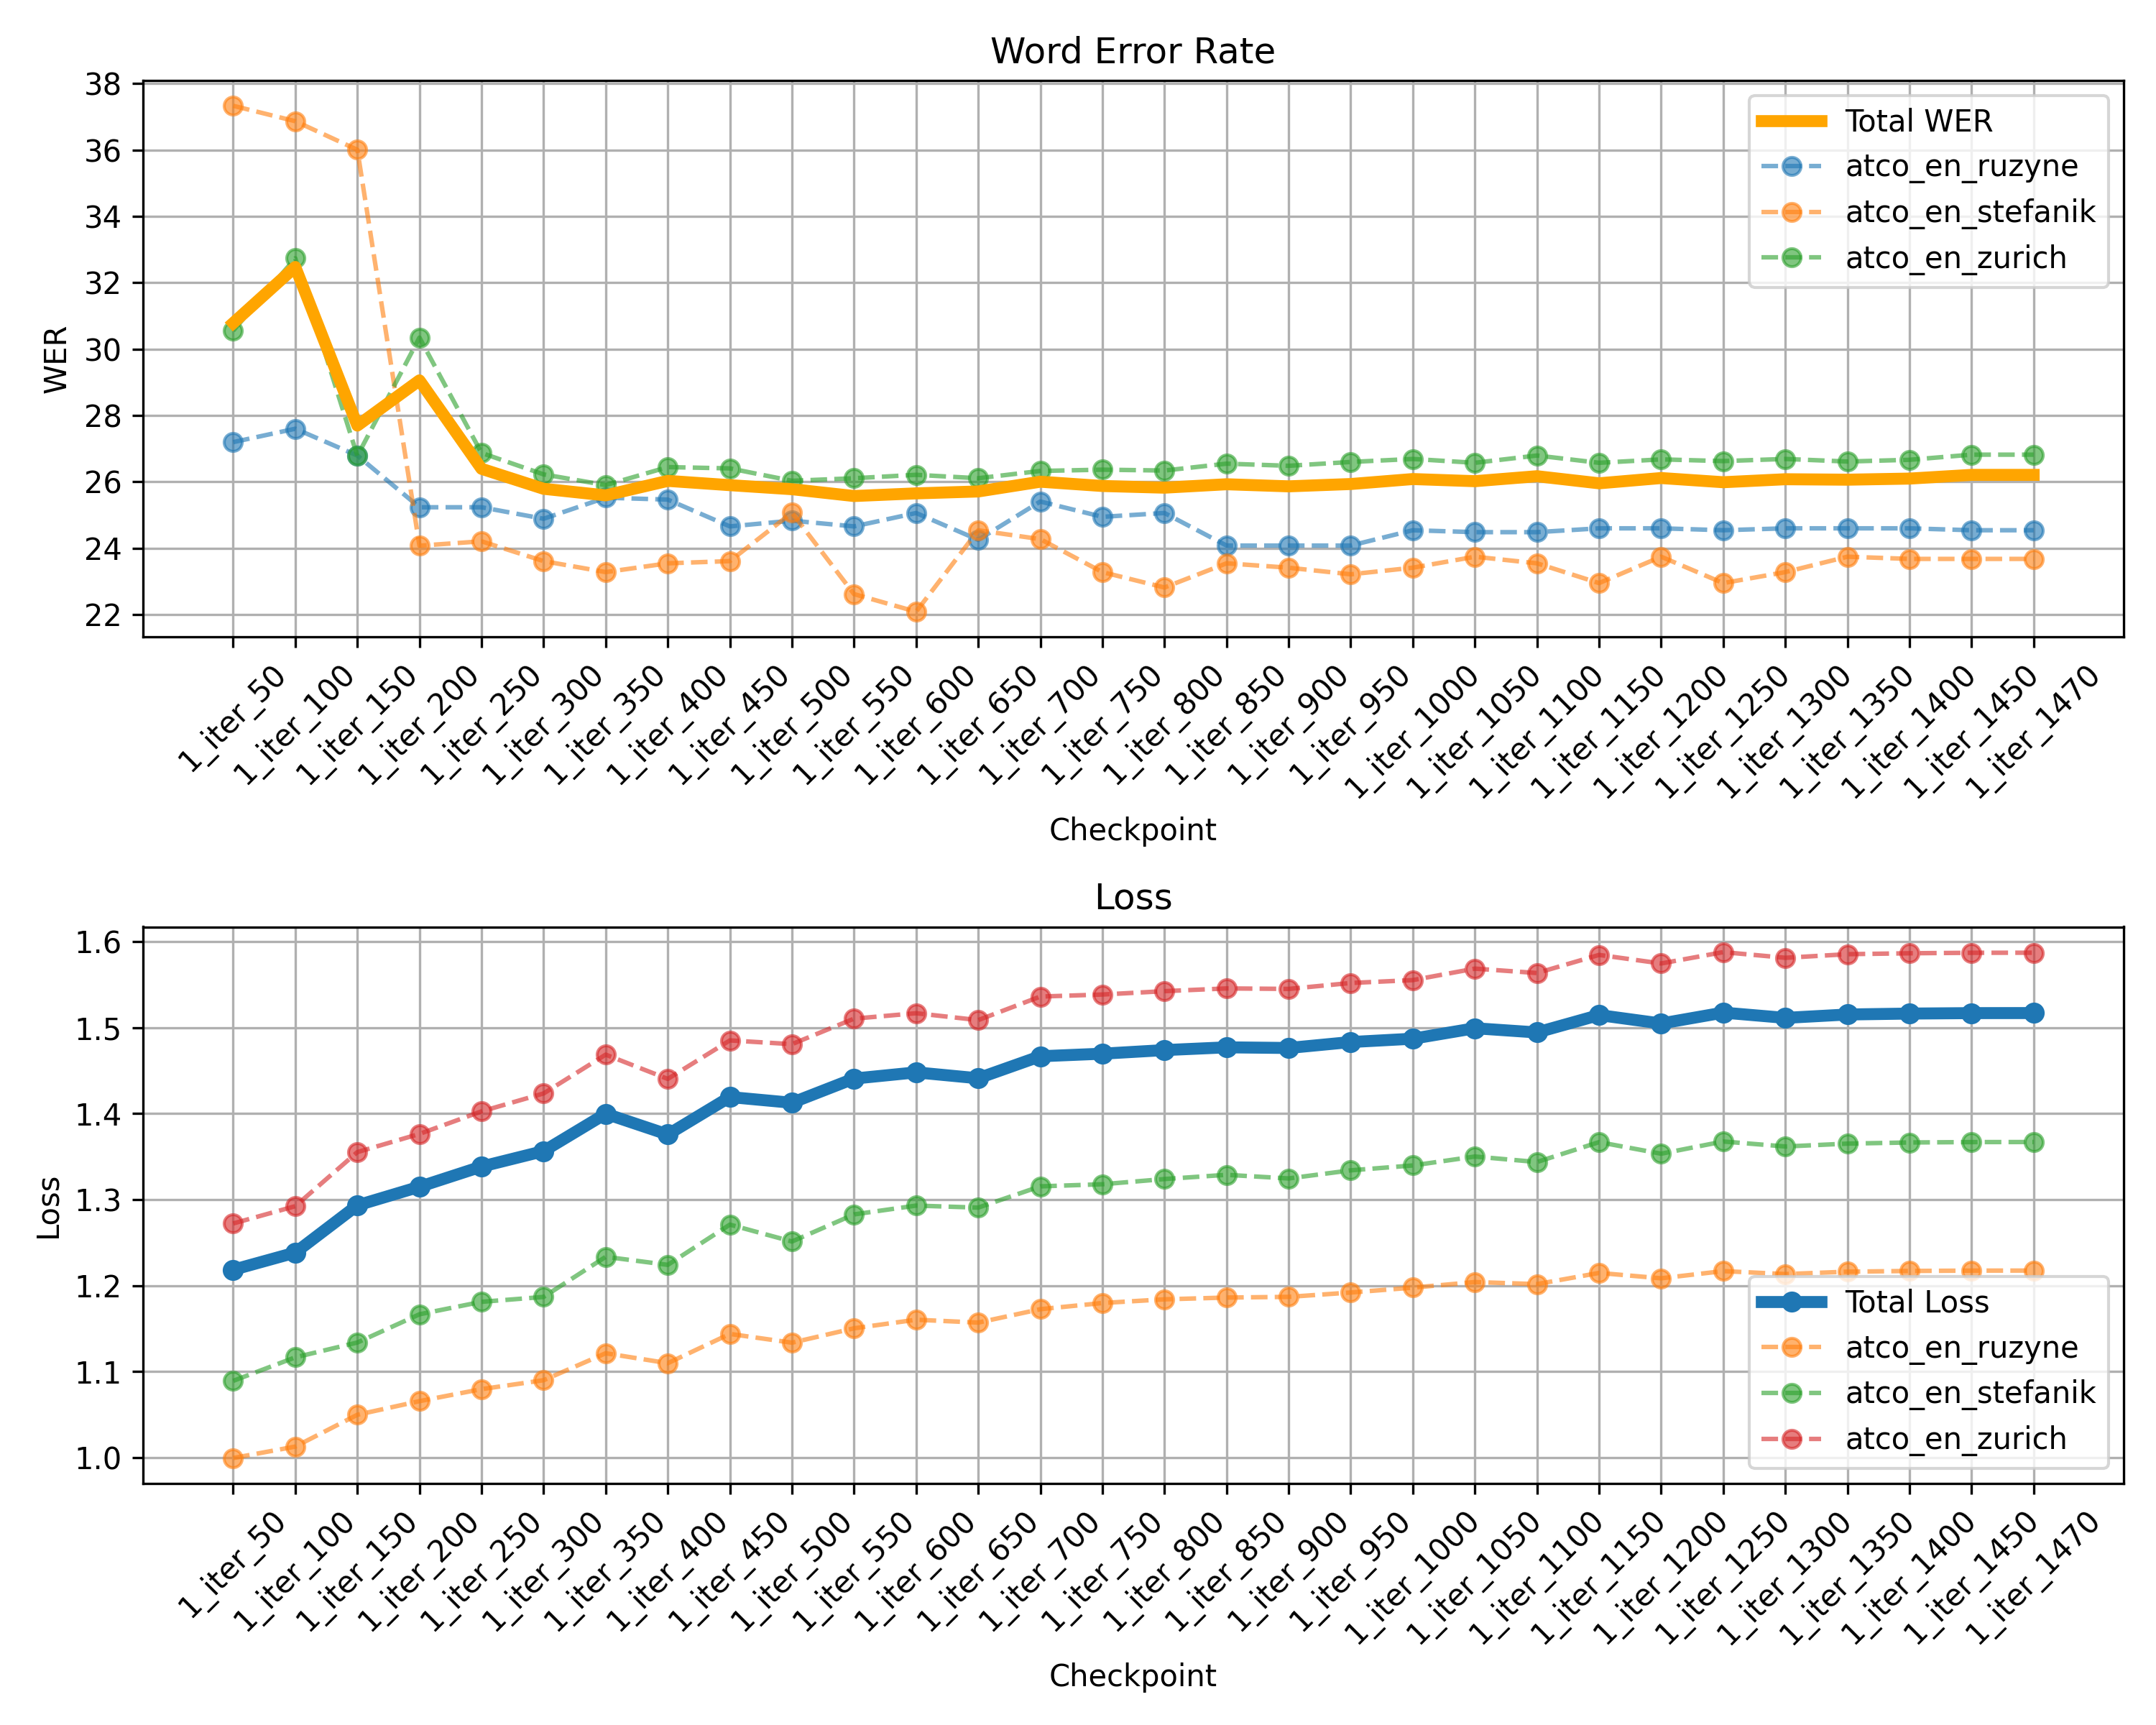 Word Error Rate
38
36
34
32
30
28
26
24
22
WER
Total WER
atco_en_ruzyne
atco_en_stefanik
atco_en_zurich
1_iter_50
1_iter_100
1_iter_150
1_iter_200
1_iter_250
1_iter_300
1_iter_350
1_iter_400
1_iter_450
1_iter_500
1_iter_550
1_iter_600
1_iter_650
1_iter_700
1_iter_750
1_iter_800
1_iter_850
1_iter_900
1_iter_950
1_iter_1000
1_iter_1050
1_iter_1100
1_iter_1150
1_iter_1200
1_iter_1250
1_iter_1300
1_iter_1350
1_iter_1400
1_iter_1450
1_iter_1470
Checkpoint
Loss
1.6
1.5
1.4
1.3
1.2
1.1
1.0
Loss
Total Loss
atco_en_ruzyne
atco_en_stefanik
atco_en_zurich
1_iter_50
1_iter_100
1_iter_150
1_iter_200
1_iter_250
1_iter_300
1_iter_350
1_iter_400
1_iter_450
1_iter_500
1_iter_550
1_iter_600
1_iter_650
1_iter_700
1_iter_750
1_iter_800
1_iter_850
1_iter_900
1_iter_950
1_iter_1000
1_iter_1050
1_iter_1100
1_iter_1150
1_iter_1200
1_iter_1250
1_iter_1300
1_iter_1350
1_iter_1400
1_iter_1450
1_iter_1470
Checkpoint